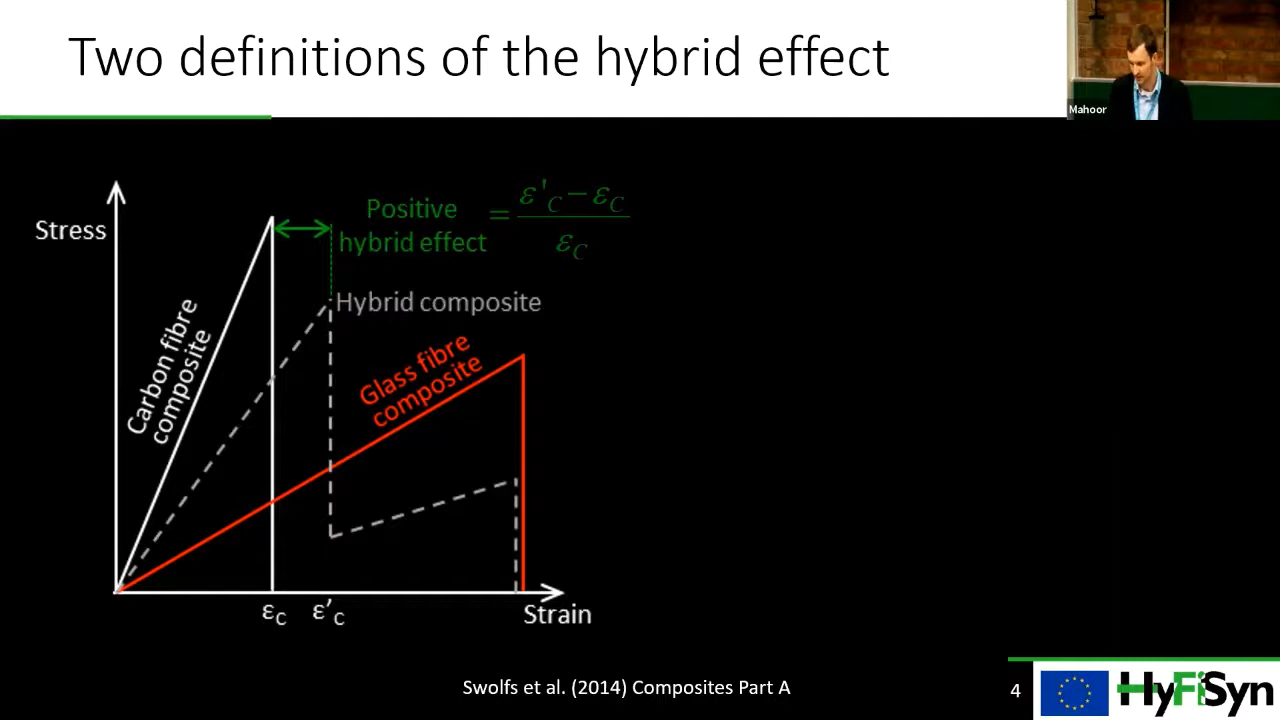 Two definitions of the hybrid effect
Mahoor
Stress
Positive
hybrid effect
= ε'C − εC
εC
Hybrid composite
Carbon fibre
composite
Glass fibre
composite
εC
ε'C
Strain
Swolfs et al. (2014) Composites Part A
4
HyFiSyn